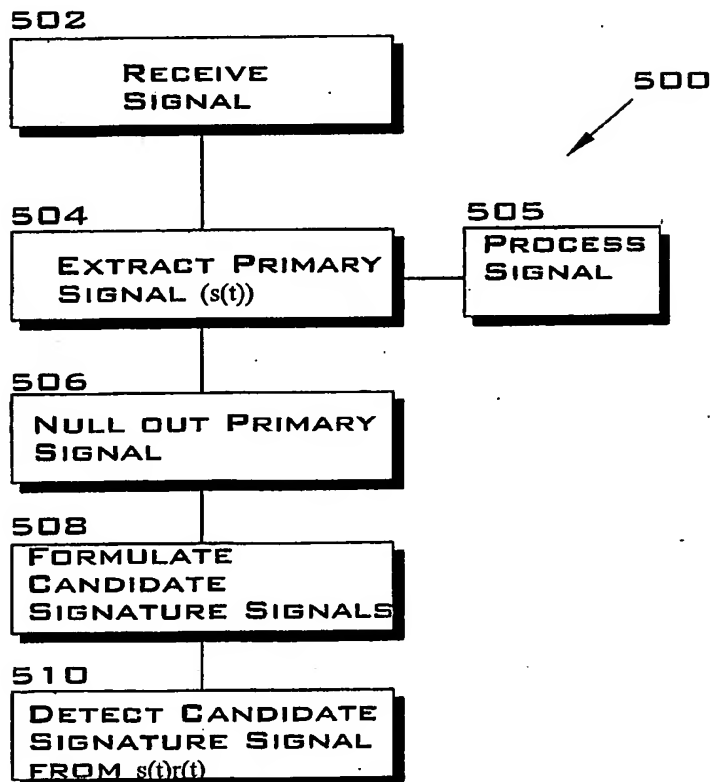 502
RECEIVE
SIGNAL
500
504
EXTRACT PRIMARY
SIGNAL (s(t))
505
PROCESS
SIGNAL
506
NULL OUT PRIMARY
SIGNAL
508
FORMULATE
CANDIDATE
SIGNATURE SIGNALS
510
DETECT CANDIDATE
SIGNATURE SIGNAL
FROM s(t)r(t)